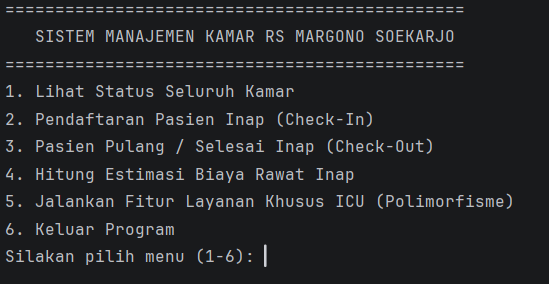 ==============================================
SISTEM MANAJEMEN KAMAR RS MARGONO SOEKARJO
==============================================
1. Lihat Status Seluruh Kamar
2. Pendaftaran Pasien Inap (Check-In)
3. Pasien Pulang / Selesai Inap (Check-Out)
4. Hitung Estimasi Biaya Rawat Inap
5. Jalankan Fitur Layanan Khusus ICU (Polimorfisme)
6. Keluar Program
Silakan pilih menu (1-6):